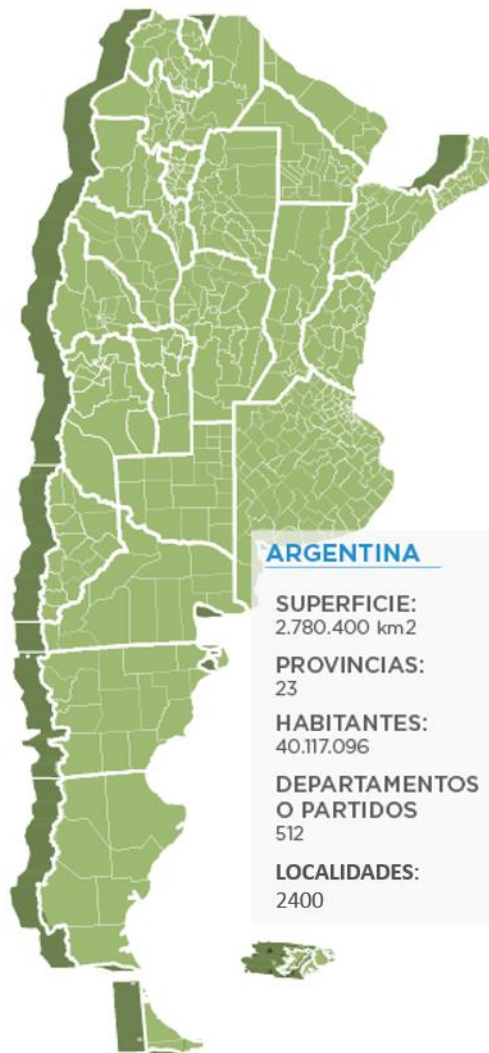 ARGENTINA
SUPERFICIE:
2.780.400 km2
PROVINCIAS:
23
HABITANTES:
40.117.096
DEPARTAMENTOS
O PARTIDOS
512
LOCALIDADES:
2400